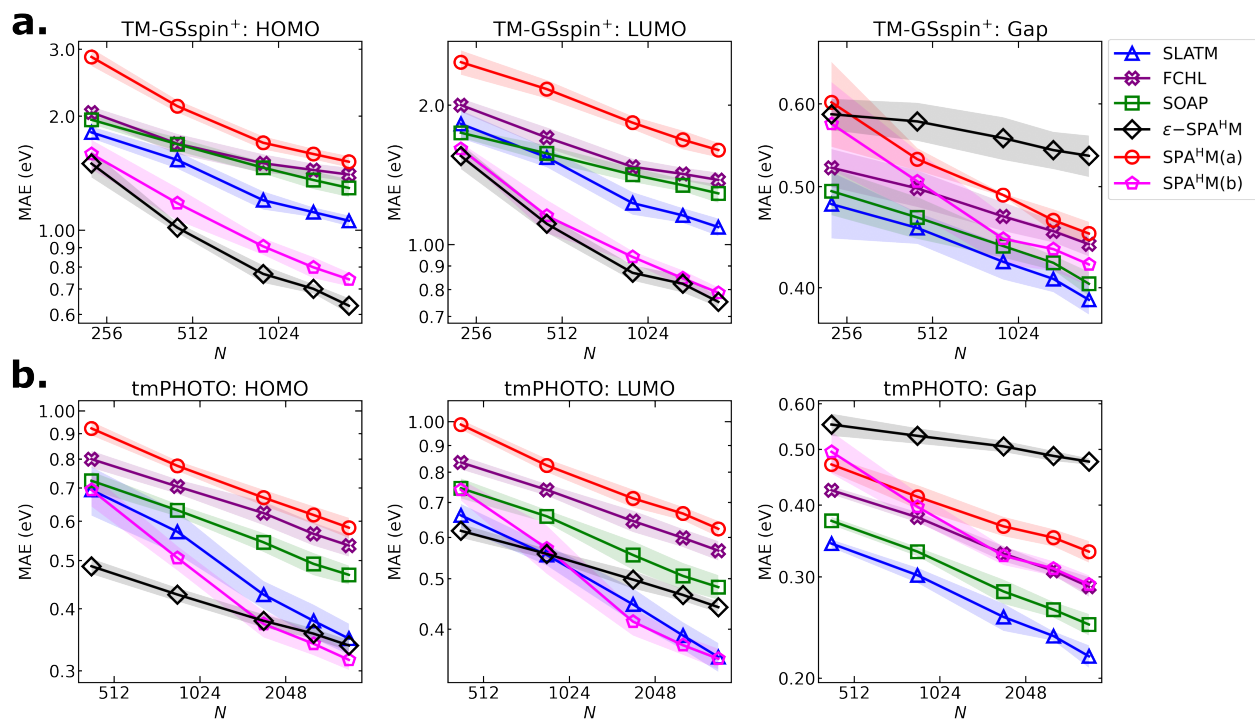 a.
TM-GSspin⁺: HOMO
MAE (eV)
3.0
2.0
1.00
0.9
0.8
0.7
0.6
256
512
1024
N
TM-GSspin⁺: LUMO
MAE (eV)
2.0
1.00
0.9
0.8
0.7
256
512
1024
N
TM-GSspin⁺: Gap
MAE (eV)
0.60
0.50
0.40
256
512
1024
N
SLATM
FCHL
SOAP
ε−SPAᴴM
SPAᴴM(a)
SPAᴴM(b)
b.
tmPHOTO: HOMO
MAE (eV)
1.00
0.9
0.8
0.7
0.6
0.5
0.4
0.3
512
1024
2048
N
tmPHOTO: LUMO
MAE (eV)
1.00
0.9
0.8
0.7
0.6
0.5
0.4
512
1024
2048
N
tmPHOTO: Gap
MAE (eV)
0.60
0.50
0.40
0.30
0.20
512
1024
2048
N